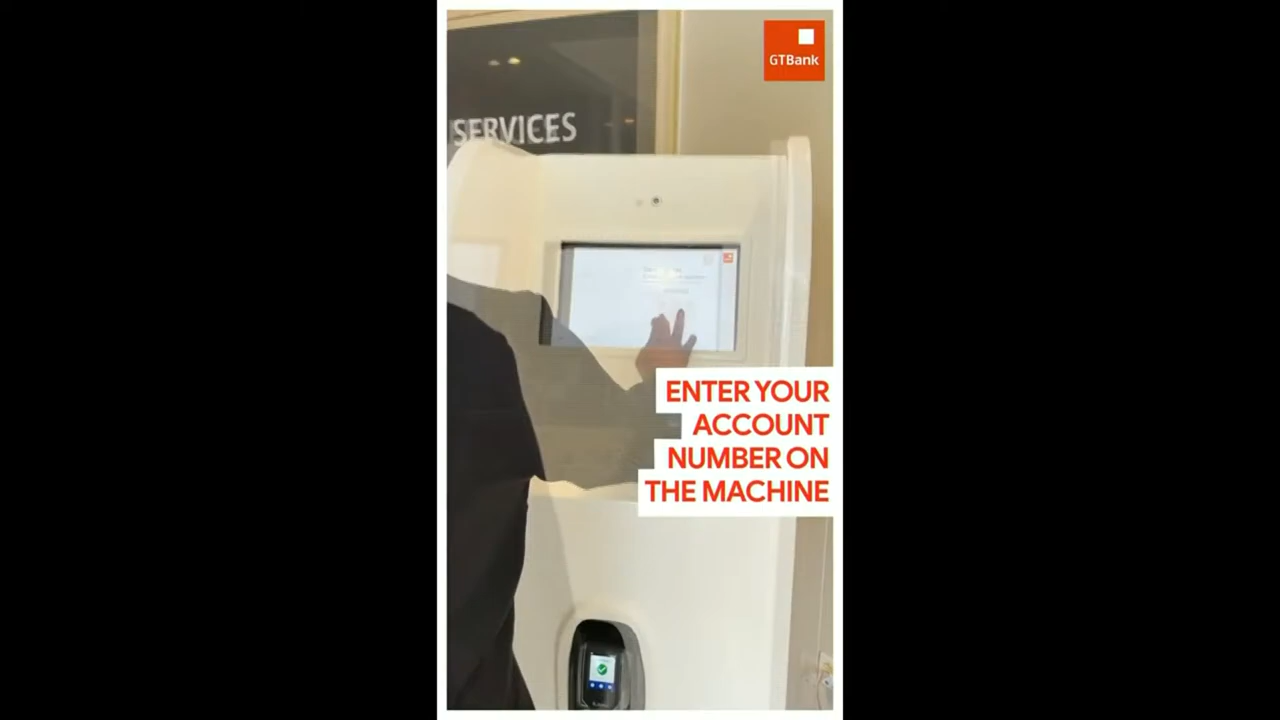 GTBank
SERVICES
ENTER YOUR
ACCOUNT
NUMBER ON
THE MACHINE